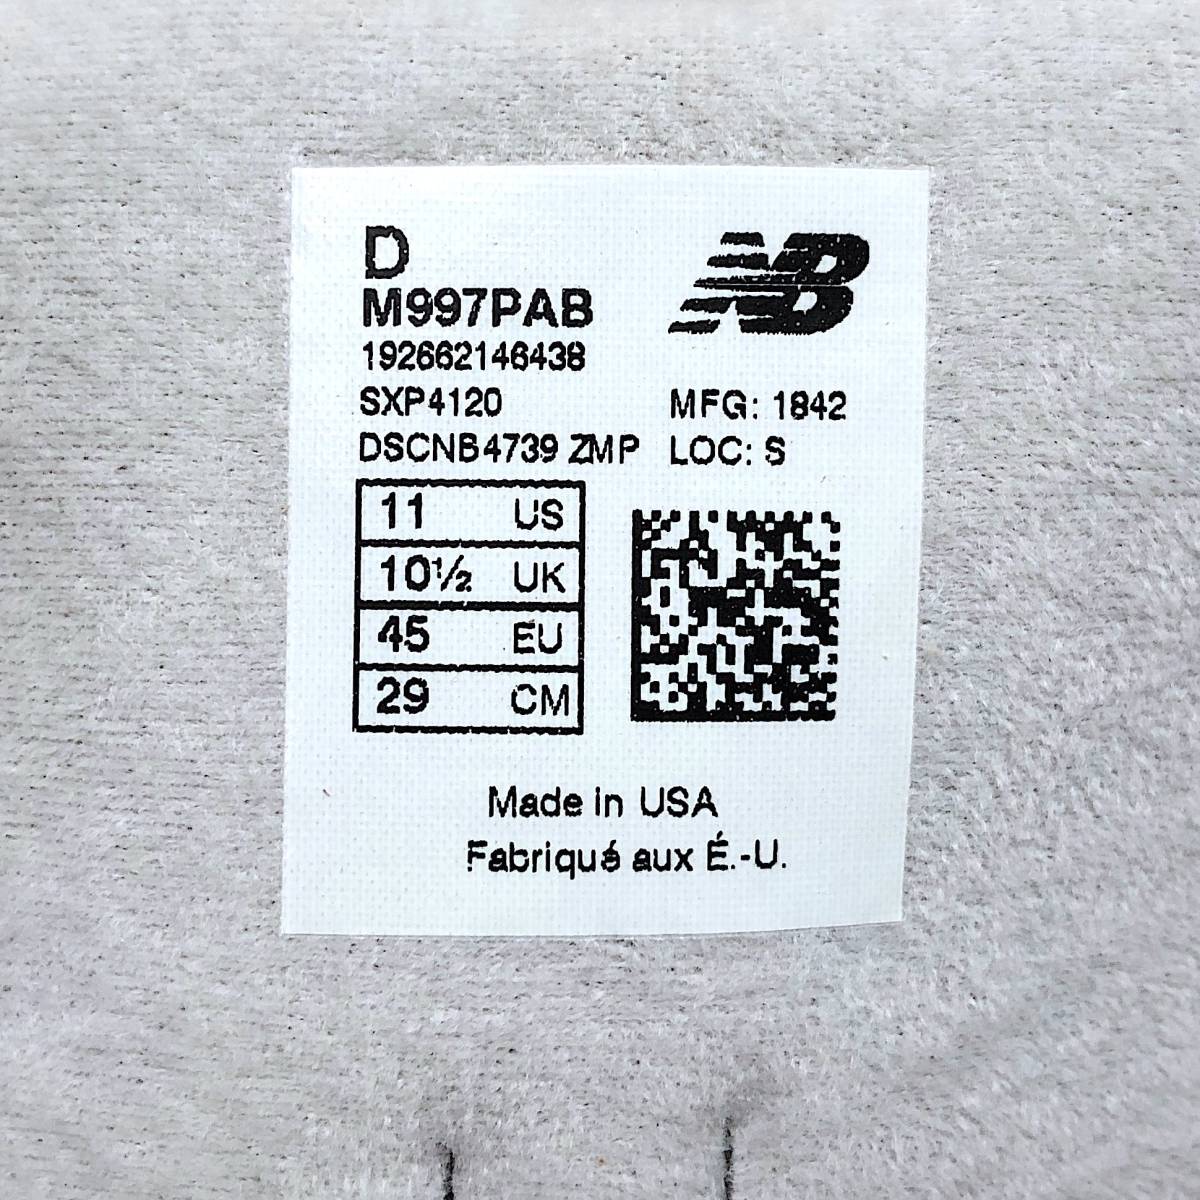 D
NB
M997PAB
192662146438
SXP4120 MFG: 1842
DSCNB4739 ZMP LOC: S
11 US
10½ UK
45 EU
29 CM
Made in USA
Fabriqué aux É.-U.